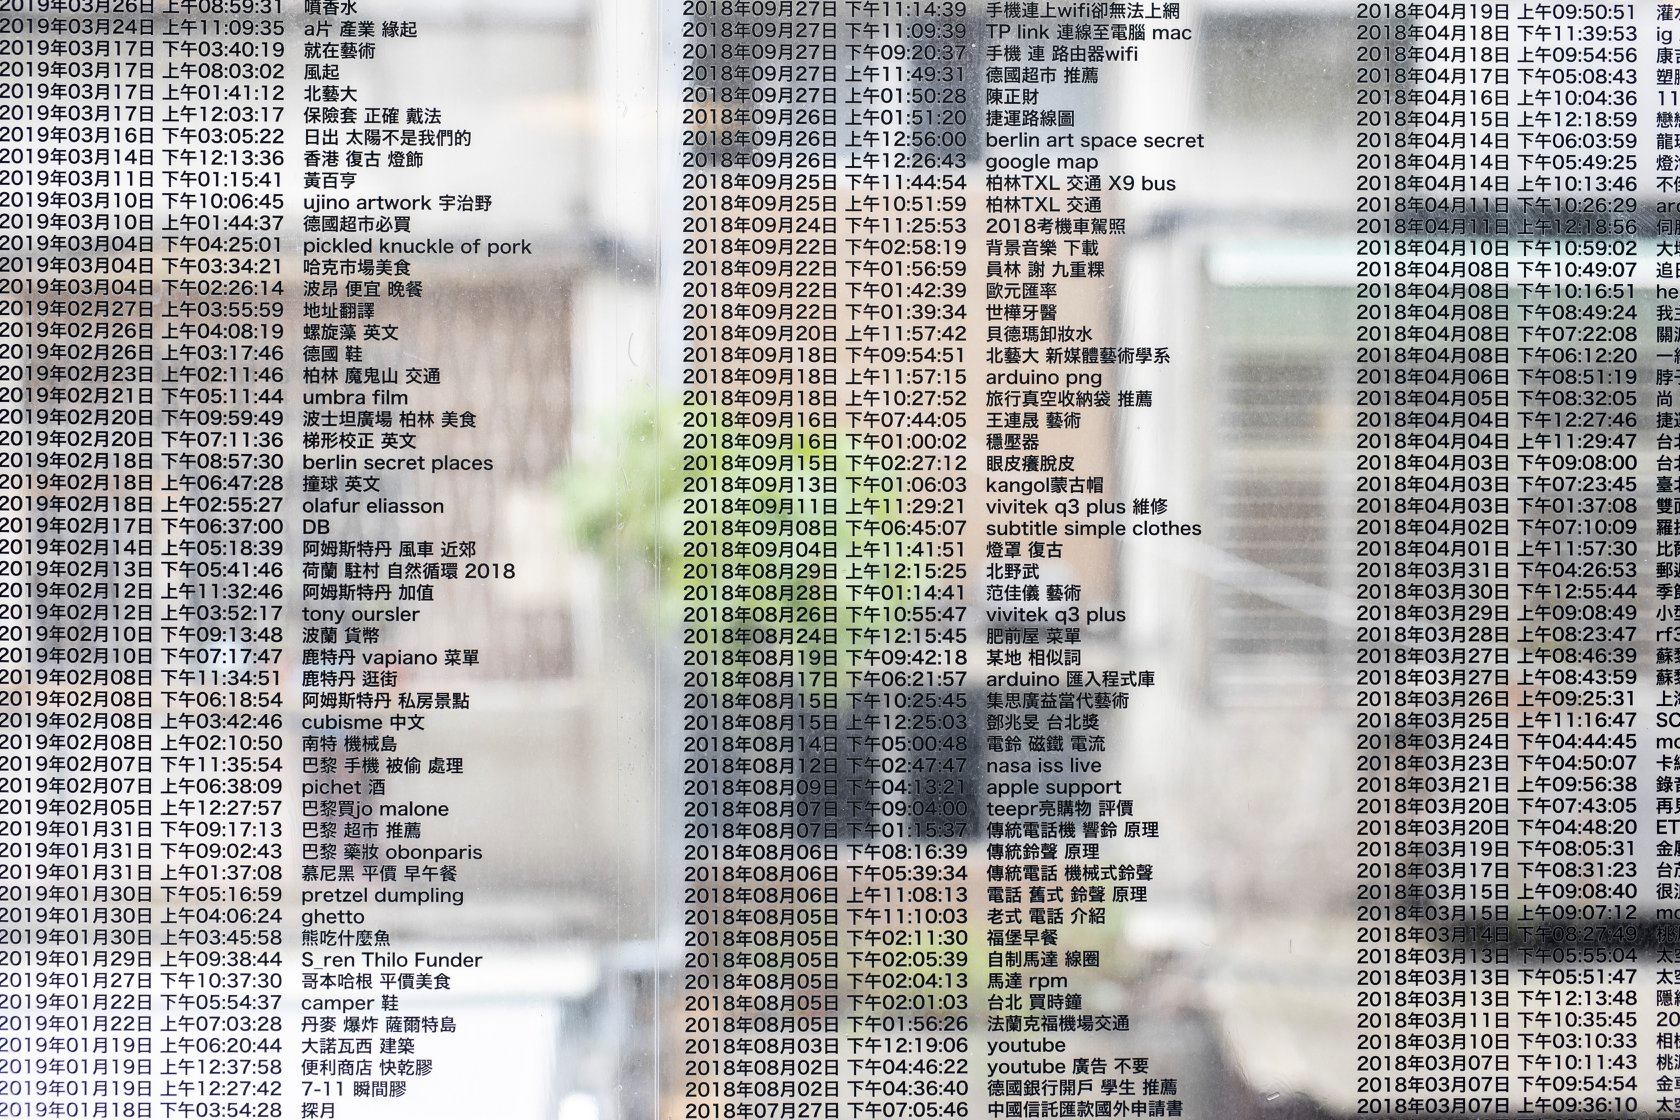 2019年03月26日 上午08:59:31 噴香水
2019年03月24日 上午11:09:35 a片 產業 緣起
2019年03月17日 下午03:40:19 就在藝術
2019年03月17日 上午08:03:02 風起
2019年03月17日 上午01:41:12 北藝大
2019年03月17日 上午12:03:17 保險套 正確 戴法
2019年03月16日 下午03:05:22 日出 太陽不是我們的
2019年03月14日 下午12:13:36 香港 復古 燈飾
2019年03月11日 下午01:15:41 黃百亨
2019年03月10日 下午10:06:45 ujino artwork 宇治野
2019年03月10日 上午01:44:37 德國超市必買
2019年03月04日 下午04:25:01 pickled knuckle of pork
2019年03月04日 下午03:34:21 哈克市場美食
2019年03月04日 下午02:26:14 波昂 便宜 晚餐
2019年02月27日 上午03:55:59 地址翻譯
2019年02月26日 上午04:08:19 螺旋藻 英文
2019年02月26日 上午03:17:46 德國 鞋
2019年02月23日 上午02:11:46 柏林 魔鬼山 交通
2019年02月21日 下午05:11:44 umbra film
2019年02月20日 下午09:59:49 波士坦廣場 柏林 美食
2019年02月20日 下午07:11:36 梯形校正 英文
2019年02月18日 下午08:57:30 berlin secret places
2019年02月18日 上午06:47:28 撞球 英文
2019年02月18日 上午02:55:27 olafur eliasson
2019年02月17日 下午06:37:00 DB
2019年02月14日 上午05:18:39 阿姆斯特丹 風車 近郊
2019年02月13日 下午05:41:46 荷蘭 駐村 自然循環 2018
2019年02月12日 上午11:32:46 阿姆斯特丹 加值
2019年02月12日 上午03:52:17 tony oursler
2019年02月10日 下午09:13:48 波蘭 貨幣
2019年02月10日 下午07:17:47 鹿特丹 vapiano 菜單
2019年02月08日 下午11:34:51 鹿特丹 逛街
2019年02月08日 下午06:18:54 阿姆斯特丹 私房景點
2019年02月08日 上午03:42:46 cubisme 中文
2019年02月08日 上午02:10:50 南特 機械島
2019年02月07日 下午11:35:54 巴黎 手機 被偷 處理
2019年02月07日 下午06:38:09 pichet 酒
2019年02月05日 上午12:27:57 巴黎買jo malone
2019年01月31日 下午09:17:13 巴黎 超市 推薦
2019年01月31日 下午09:02:43 巴黎 藥妝 obonparis
2019年01月31日 上午01:37:08 慕尼黑 平價 早午餐
2019年01月30日 下午05:16:59 pretzel dumpling
2019年01月30日 上午04:06:24 ghetto
2019年01月30日 上午03:45:58 熊吃什麼魚
2019年01月29日 上午09:38:44 S_ren Thilo Funder
2019年01月27日 下午10:37:30 哥本哈根 平價美食
2019年01月22日 下午05:54:37 camper 鞋
2019年01月22日 上午07:03:28 丹麥 爆炸 薩爾特島
2019年01月19日 上午06:20:44 大諾瓦西 建築
2019年01月19日 上午12:37:58 便利商店 快乾膠
2019年01月19日 上午12:27:42 7-11 瞬間膠
2019年01月18日 下午03:54:28 探月
2018年09月27日 下午11:14:39 手機連上wifi卻無法上網
2018年09月27日 下午11:09:39 TP link 連線至電腦 mac
2018年09月27日 下午09:20:37 手機 連 路由器wifi
2018年09月27日 上午11:49:31 德國超市 推薦
2018年09月27日 上午01:50:28 陳正財
2018年09月26日 上午01:51:20 捷運路線圖
2018年09月26日 上午12:56:00 berlin art space secret
2018年09月26日 上午12:26:43 google map
2018年09月25日 下午11:44:54 柏林TXL 交通 X9 bus
2018年09月25日 下午10:51:59 柏林TXL 交通
2018年09月24日 上午11:25:53 2018考機車駕照
2018年09月22日 下午02:58:19 背景音樂 下載
2018年09月22日 下午01:56:59 員林 謝 九重粿
2018年09月22日 下午01:42:39 歐元匯率
2018年09月22日 下午01:39:34 世樺牙醫
2018年09月20日 上午11:57:42 貝德瑪卸妝水
2018年09月18日 下午09:54:51 北藝大 新媒體藝術學系
2018年09月18日 上午11:57:15 arduino png
2018年09月18日 上午10:27:52 旅行真空收納袋 推薦
2018年09月16日 下午07:44:05 王連晟 藝術
2018年09月16日 下午01:00:02 穩壓器
2018年09月15日 下午02:27:12 眼皮癢脫皮
2018年09月13日 下午01:06:03 kangol蒙古帽
2018年09月11日 上午11:29:21 vivitek q3 plus 維修
2018年09月08日 下午06:45:07 subtitle simple clothes
2018年09月04日 上午11:41:51 燈罩 復古
2018年08月29日 上午12:15:25 北野武
2018年08月28日 下午01:14:41 范佳儀 藝術
2018年08月26日 下午10:55:47 vivitek q3 plus
2018年08月24日 下午12:15:45 肥前屋 菜單
2018年08月19日 下午09:42:18 某地 相似詞
2018年08月17日 下午06:21:57 arduino 匯入程式庫
2018年08月15日 下午10:25:45 集思廣益當代藝術
2018年08月15日 上午12:25:03 鄧兆旻 台北獎
2018年08月14日 下午05:00:48 電鈴 磁鐵 電流
2018年08月12日 下午02:47:47 nasa iss live
2018年08月09日 下午04:13:21 apple support
2018年08月07日 下午09:04:00 teepr亮購物 評價
2018年08月07日 下午01:15:37 傳統電話機 響鈴 原理
2018年08月06日 下午08:16:39 傳統鈴聲 原理
2018年08月06日 下午05:39:34 傳統電話 機械式鈴聲
2018年08月06日 上午11:08:13 電話 舊式 鈴聲 原理
2018年08月05日 下午11:10:03 老式 電話 介紹
2018年08月05日 下午02:11:30 福堡早餐
2018年08月05日 下午02:05:39 自制馬達 線圈
2018年08月05日 下午02:04:13 馬達 rpm
2018年08月05日 下午02:01:03 台北 買時鐘
2018年08月05日 下午01:56:26 法蘭克福機場交通
2018年08月03日 下午12:19:06 youtube
2018年08月02日 下午04:46:22 youtube 廣告 不要
2018年08月02日 下午04:36:40 德國銀行開戶 學生 推薦
2018年07月27日 下午07:05:46 中國信託匯款國外申請書
2018年04月19日 上午09:50:51
2018年04月18日 下午11:39:53 ig
2018年04月18日 上午09:54:56
2018年04月17日 下午05:08:43
2018年04月16日 上午10:04:36 11
2018年04月15日 上午12:18:59
2018年04月14日 下午06:03:59
2018年04月14日 下午05:49:25
2018年04月14日 上午10:13:46
2018年04月11日 上午10:26:29
2018年04月11日 上午12:18:56
2018年04月10日 上午10:59:02
2018年04月08日 下午10:49:07
2018年04月08日 下午10:16:51
2018年04月08日 下午08:49:24
2018年04月08日 下午07:22:08
2018年04月08日 下午06:12:20
2018年04月06日 下午08:51:19
2018年04月05日 下午08:32:05 尚
2018年04月04日 下午12:27:46
2018年04月04日 上午11:29:47
2018年04月03日 下午09:08:00
2018年04月03日 下午07:23:45
2018年04月03日 上午01:37:08
2018年04月02日 下午07:10:09
2018年04月01日 上午11:57:30
2018年03月31日 下午04:26:53
2018年03月30日 下午12:55:44
2018年03月29日 上午09:08:49
2018年03月28日 上午08:23:47
2018年03月27日 上午08:46:39
2018年03月27日 上午08:43:59
2018年03月26日 上午09:25:31
2018年03月25日 上午11:16:47
2018年03月24日 下午04:44:45
2018年03月23日 下午04:50:07
2018年03月21日 上午09:56:38
2018年03月20日 下午07:43:05
2018年03月20日 下午04:48:20
2018年03月19日 下午08:05:31
2018年03月17日 上午08:31:23
2018年03月15日 上午09:08:40
2018年03月15日 上午09:07:12
2018年03月14日 上午08:27:49
2018年03月13日 下午05:55:04
2018年03月13日 下午05:51:47
2018年03月13日 下午12:13:48
2018年03月11日 下午10:35:45
2018年03月10日 下午03:10:33
2018年03月07日 下午10:11:43
2018年03月07日 下午09:54:54
2018年03月07日 下午09:36:10